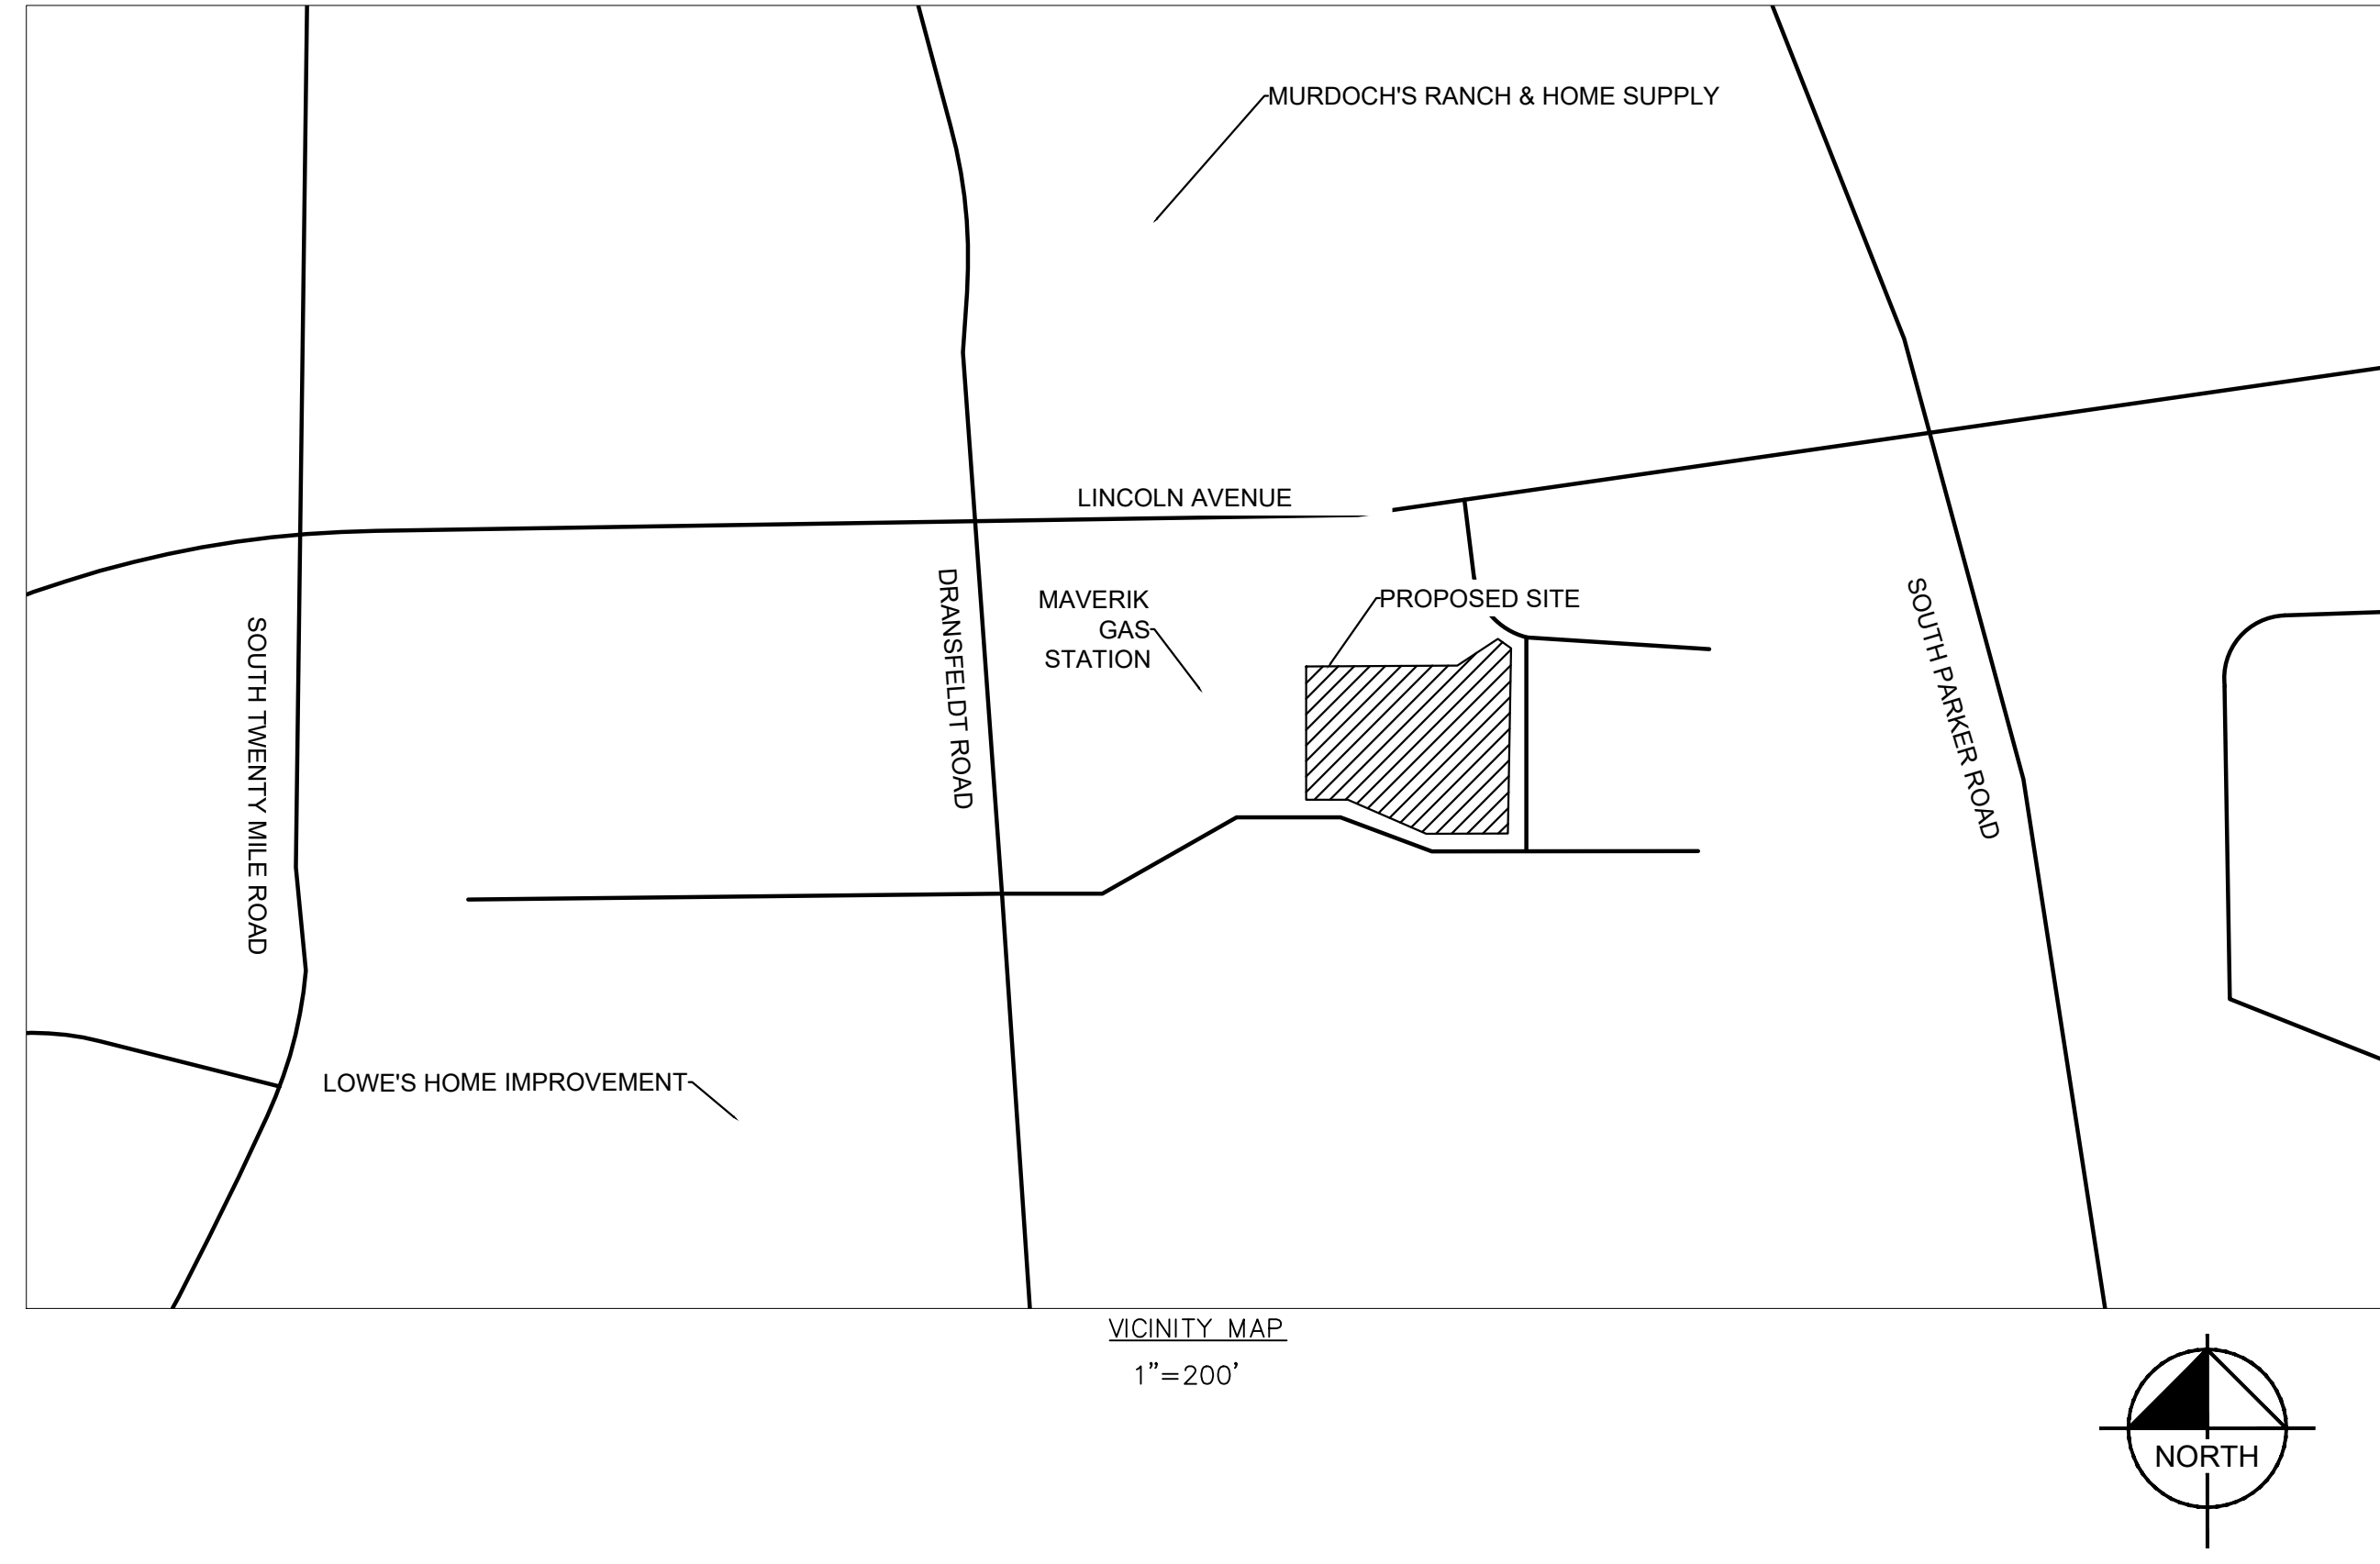 MURDOCH'S RANCH & HOME SUPPLY
LINCOLN AVENUE
MAVERIK
GAS
STATION
PROPOSED SITE
DRANSFELDT ROAD
SOUTH TWENTY MILE ROAD
SOUTH PARKER ROAD
LOWE'S HOME IMPROVEMENT
VICINITY MAP
1"=200'
NORTH